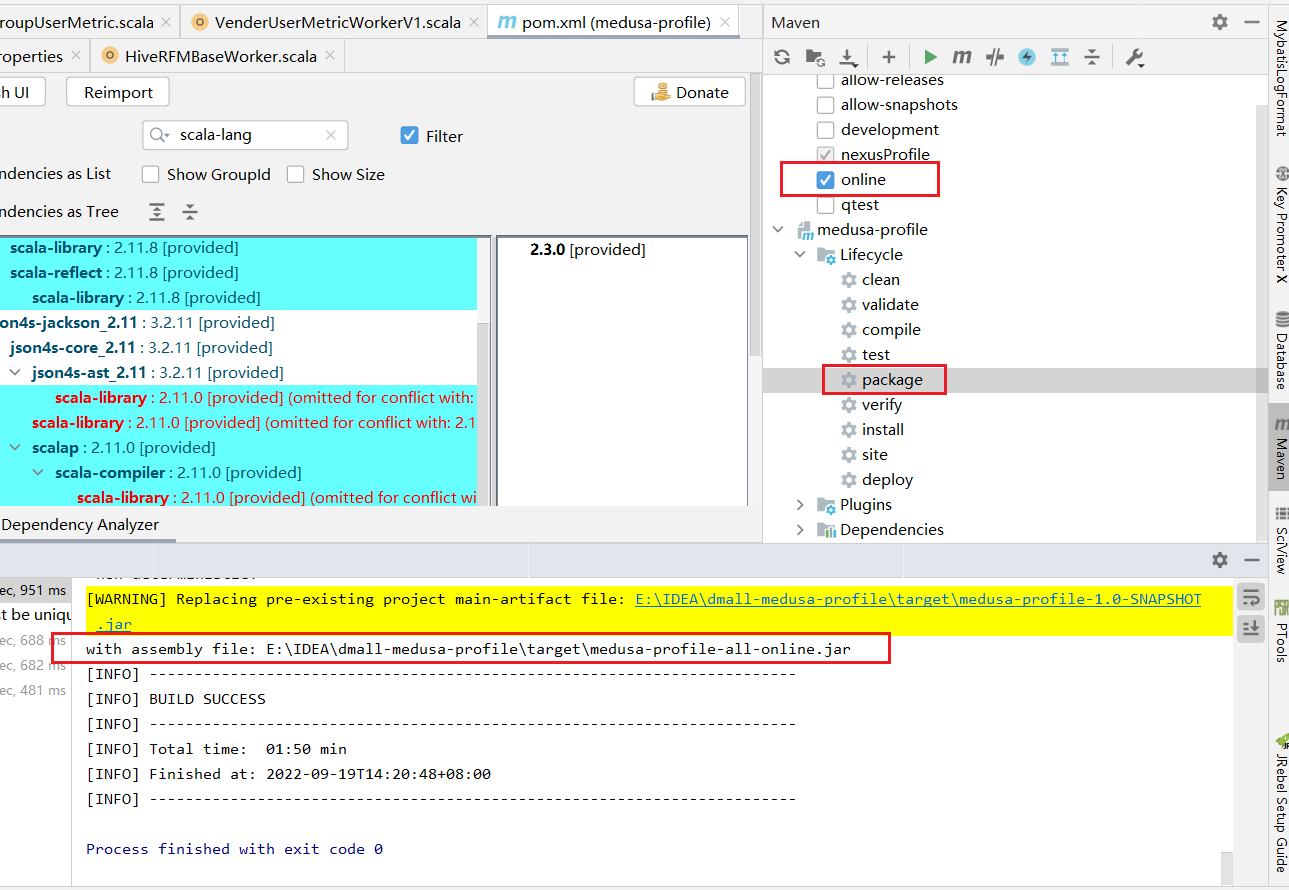 roupUserMetric.scala
VenderUserMetricWorkerV1.scala
pom.xml (medusa-profile)
roperties
HiveRFMBaseWorker.scala
h UI
Reimport
Donate
scala-lang
Filter
ndencies as List
Show GroupId
Show Size
ndencies as Tree
scala-library : 2.11.8 [provided]
scala-reflect : 2.11.8 [provided]
scala-library : 2.11.8 [provided]
on4s-jackson_2.11 : 3.2.11 [provided]
json4s-core_2.11 : 3.2.11 [provided]
json4s-ast_2.11 : 3.2.11 [provided]
scala-library : 2.11.0 [provided] (omitted for conflict with:
scala-library : 2.11.0 [provided] (omitted for conflict with: 2.1
scalap : 2.11.0 [provided]
scala-compiler : 2.11.0 [provided]
scala-library : 2.11.0 [provided] (omitted for conflict wi
2.3.0 [provided]
Dependency Analyzer
Maven
allow-releases
allow-snapshots
development
nexusProfile
online
qtest
medusa-profile
Lifecycle
clean
validate
compile
test
package
verify
install
site
deploy
Plugins
Dependencies
MybatisLogFormat
Key Promoter X
Database
Maven
SciView
PTools
JRebel Setup Guide
ec, 951 ms
t be uniqu
ec, 688 ms
ec, 682 ms
ec, 481 ms
[WARNING] Replacing pre-existing project main-artifact file: E:\IDEA\dmall-medusa-profile\target\medusa-profile-1.0-SNAPSHOT
.jar
with assembly file: E:\IDEA\dmall-medusa-profile\target\medusa-profile-all-online.jar
[INFO] ------------------------------------------------------------------------
[INFO] BUILD SUCCESS
[INFO] ------------------------------------------------------------------------
[INFO] Total time:  01:50 min
[INFO] Finished at: 2022-09-19T14:20:48+08:00
[INFO] ------------------------------------------------------------------------
Process finished with exit code 0